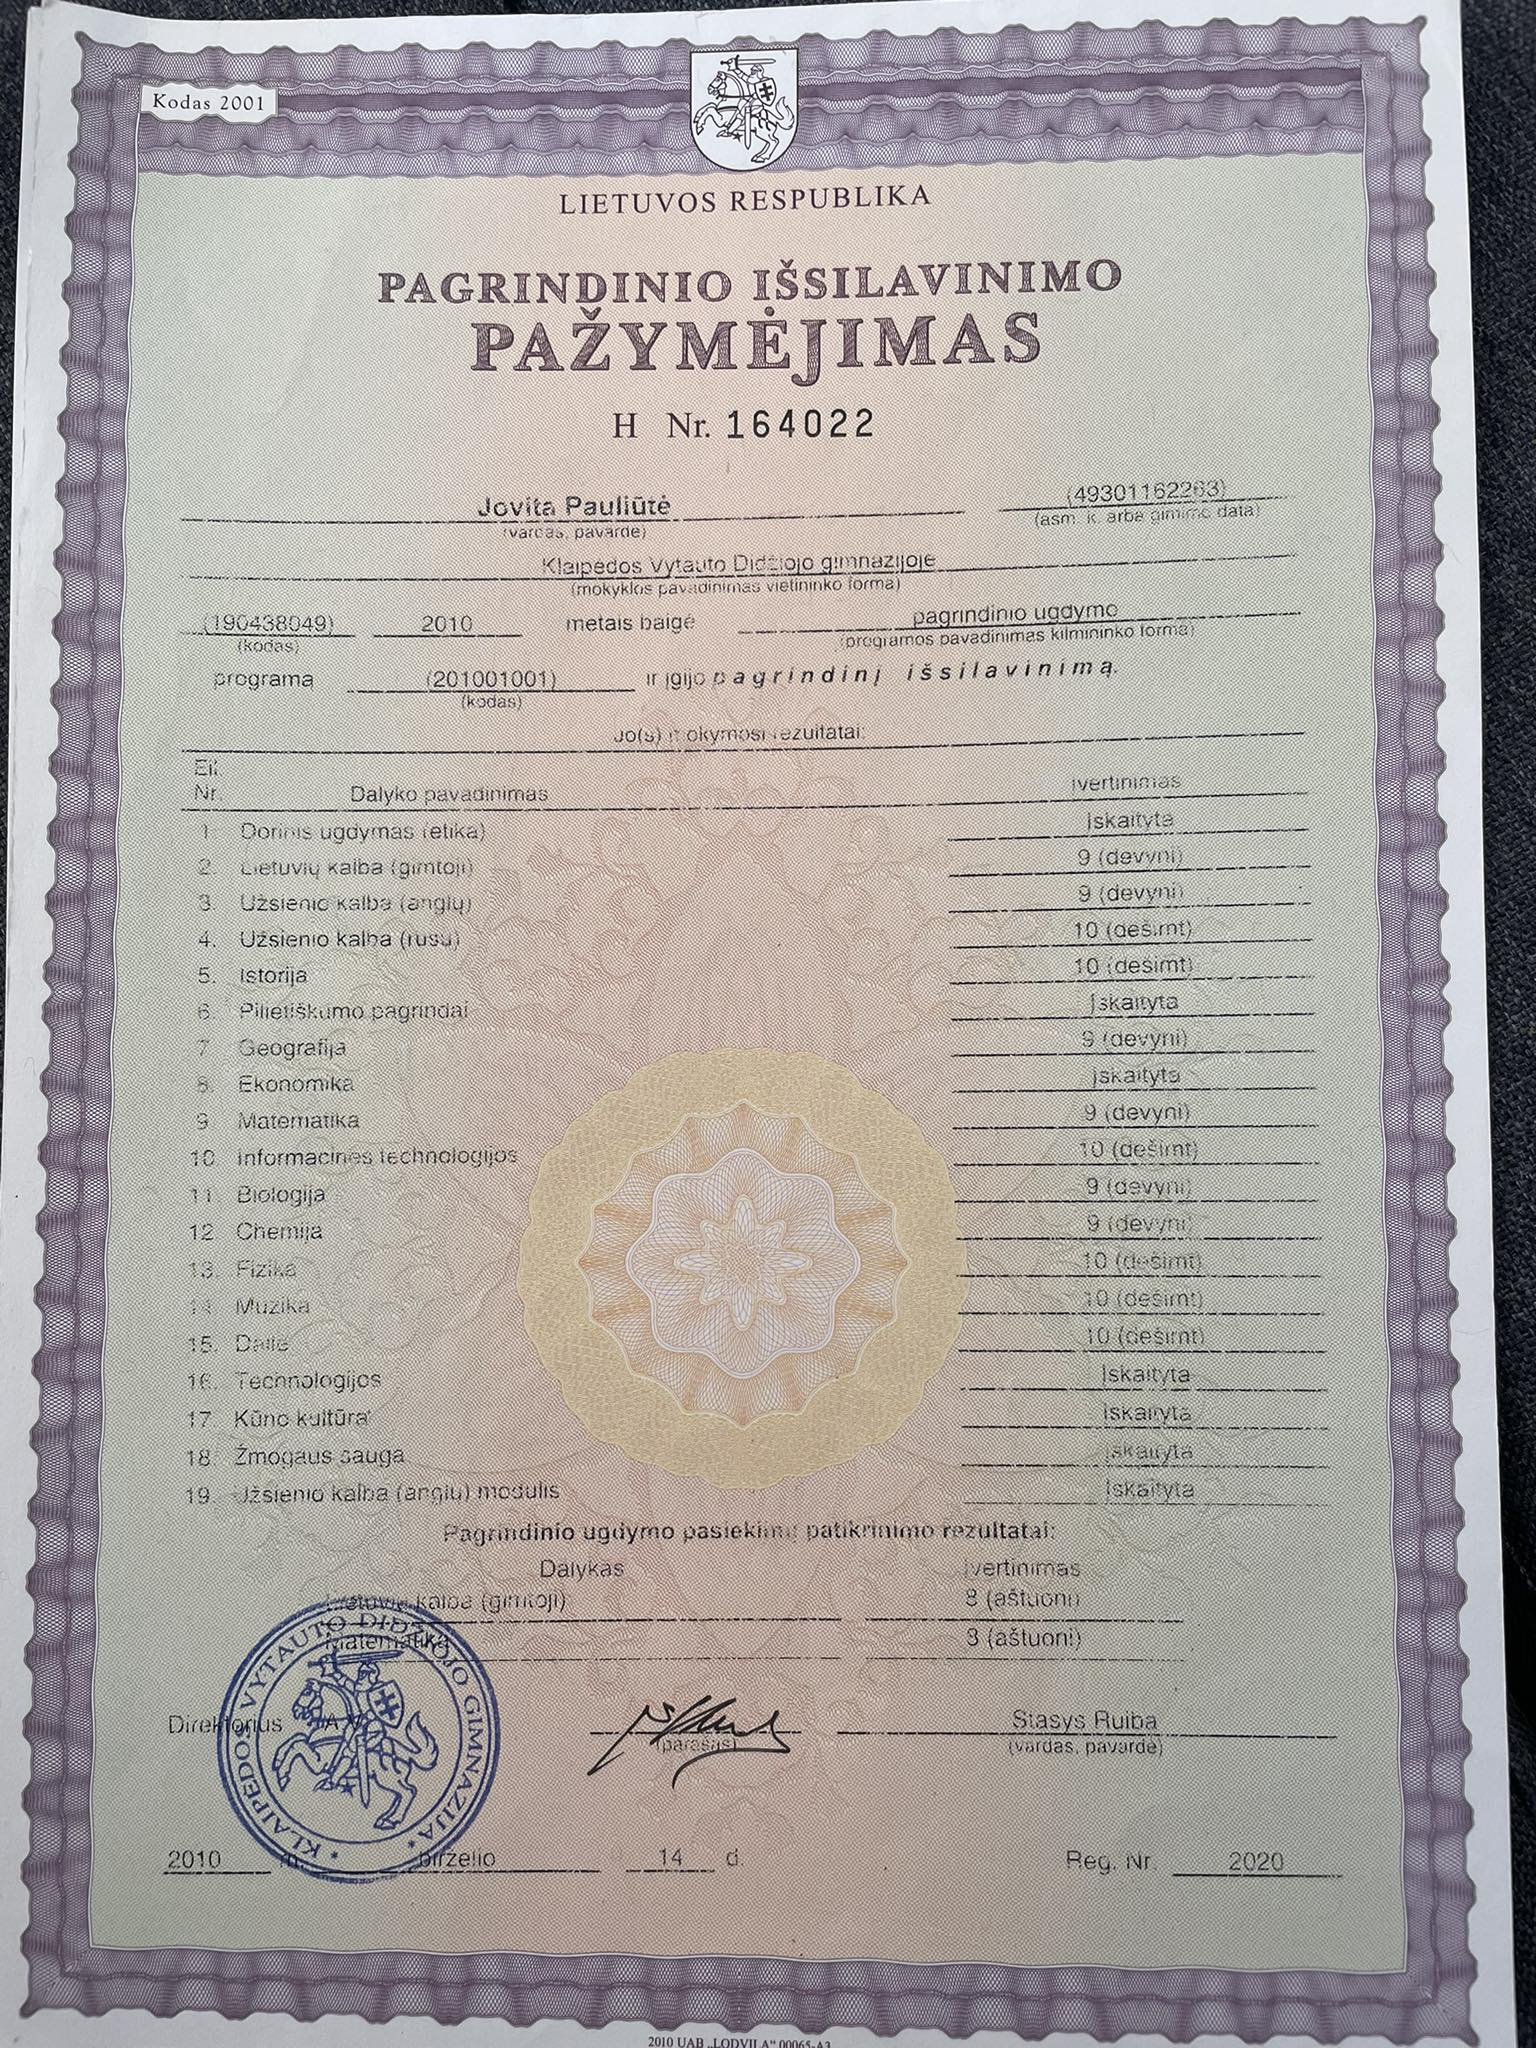 Kodas 2001
LIETUVOS RESPUBLIKA
PAGRINDINIO IŠSILAVINIMO
PAŽYMĖJIMAS
H Nr. 164022
Jovita Pauliūtė (49301162263)
(vardas, pavardė) (asm. k. arba gimimo data)
Klaipėdos Vytauto Didžiojo gimnazijoje
(mokyklos pavadinimas vietininko forma)
(190438049) 2010 metais baigė pagrindinio ugdymo
(kodas) (programos pavadinimas kilmininko forma)
programą (201001001) ir įgijo pagrindinį išsilavinimą.
(kodas)
Jo(s) mokymosi rezultatai:
Eil.
Nr. Dalyko pavadinimas Įvertinimas
1. Dorinis ugdymas (etika) Įskaityta
2. Lietuvių kalba (gimtoji) 9 (devyni)
3. Užsienio kalba (anglų) 9 (devyni)
4. Užsienio kalba (rusų) 10 (dešimt)
5. Istorija 10 (dešimt)
6. Pilietiškumo pagrindai Įskaityta
7. Geografija 9 (devyni)
8. Ekonomika Įskaityta
9. Matematika 9 (devyni)
10. Informacinės technologijos 10 (dešimt)
11. Biologija 9 (devyni)
12. Chemija 9 (devyni)
13. Fizika 10 (dešimt)
14. Muzika 10 (dešimt)
15. Dailė 10 (dešimt)
16. Technologijos Įskaityta
17. Kūno kultūra Įskaityta
18. Žmogaus sauga Įskaityta
19. Užsienio kalba (anglų) modulis Įskaityta
Pagrindinio ugdymo pasiekimų patikrinimo rezultatai:
Dalykas Įvertinimas
Lietuvių kalba (gimtoji) 8 (aštuoni)
Matematika 8 (aštuoni)
KLAIPĖDOS VYTAUTO DIDŽIOJO GIMNAZIJA
Direktorius A.V. Stasys Ruiba
(parašas) (vardas, pavardė)
2010 m. birželio 14 d. Reg. Nr. 2020
2010 UAB „LODVILA“ 00065-A3